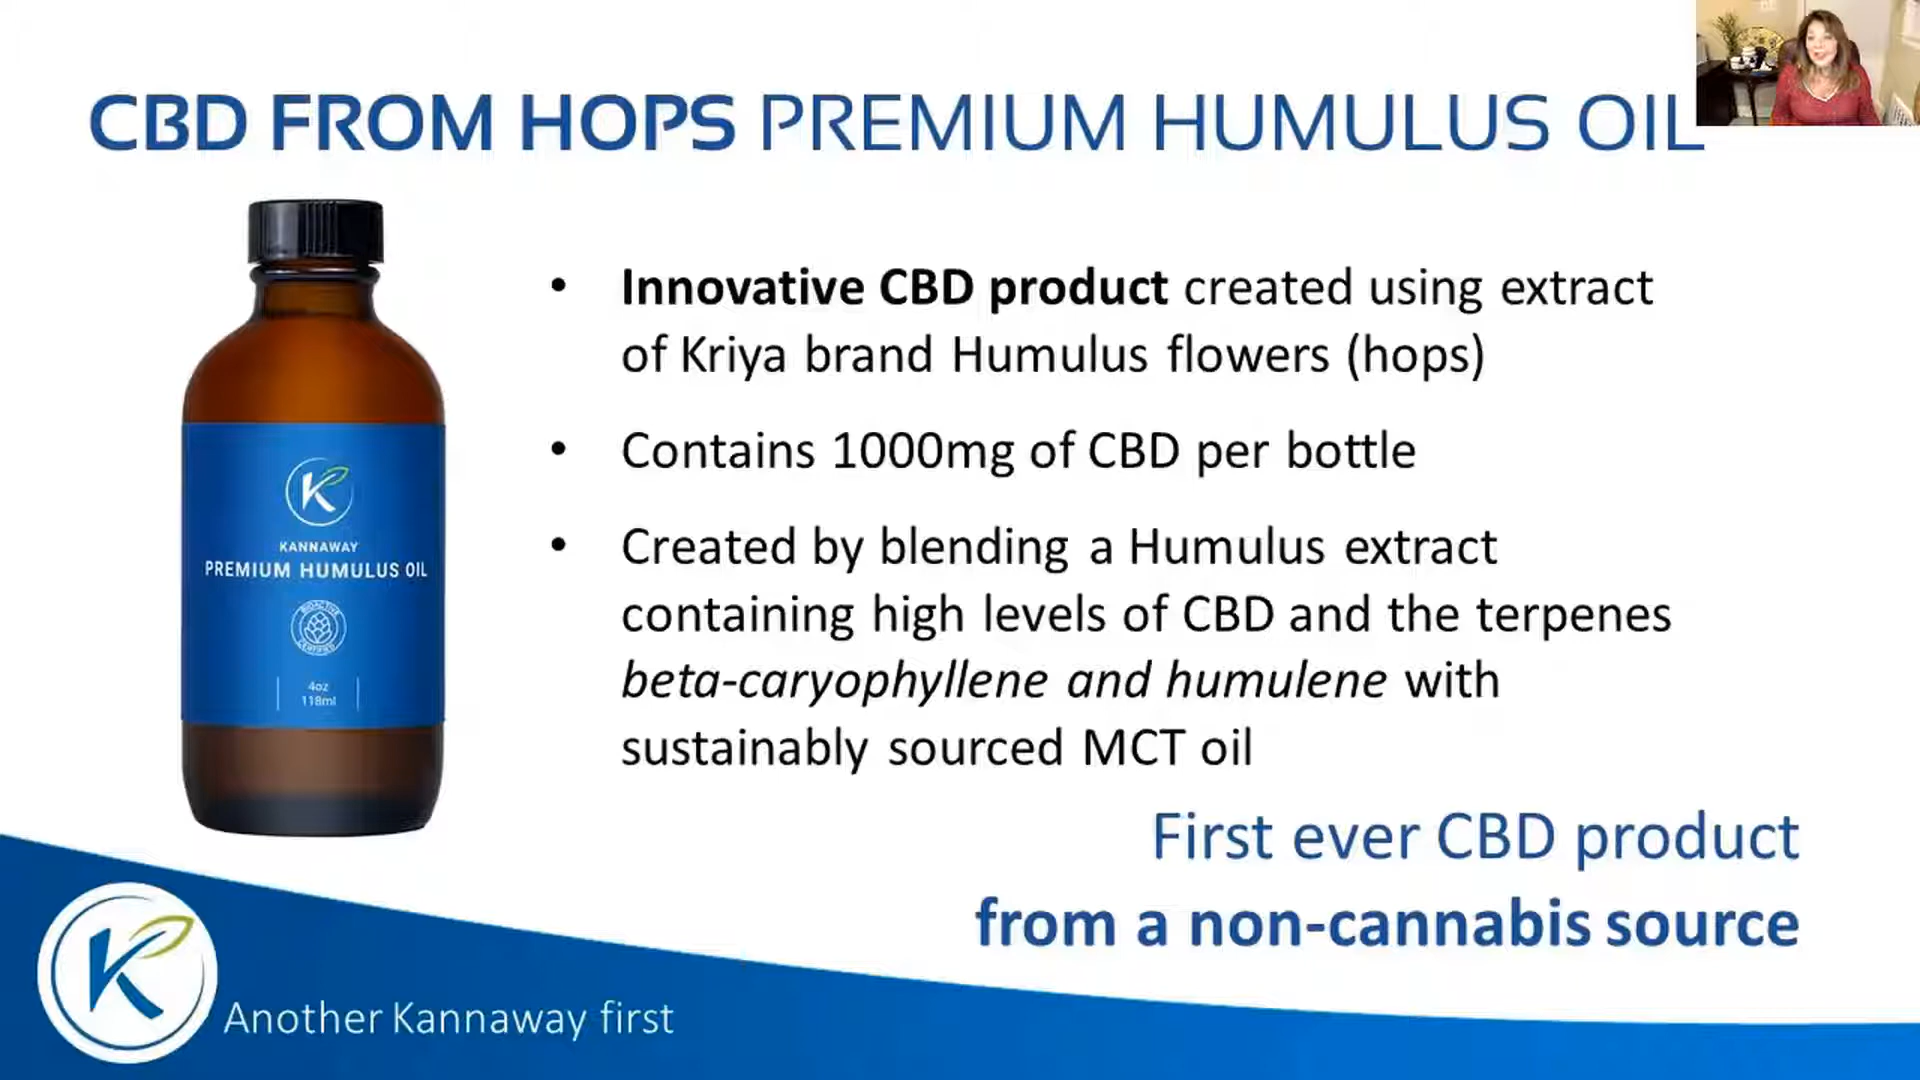 CBD FROM HOPS PREMIUM HUMULUS OIL
• Innovative CBD product created using extract
of Kriya brand Humulus flowers (hops)
• Contains 1000mg of CBD per bottle
• Created by blending a Humulus extract
containing high levels of CBD and the terpenes
beta-caryophyllene and humulene with
sustainably sourced MCT oil
K
KANNAWAY
PREMIUM HUMULUS OIL
BIOACTIVE
CERTIFIED
4oz
118ml
First ever CBD product
from a non-cannabis source
K
Another Kannaway first